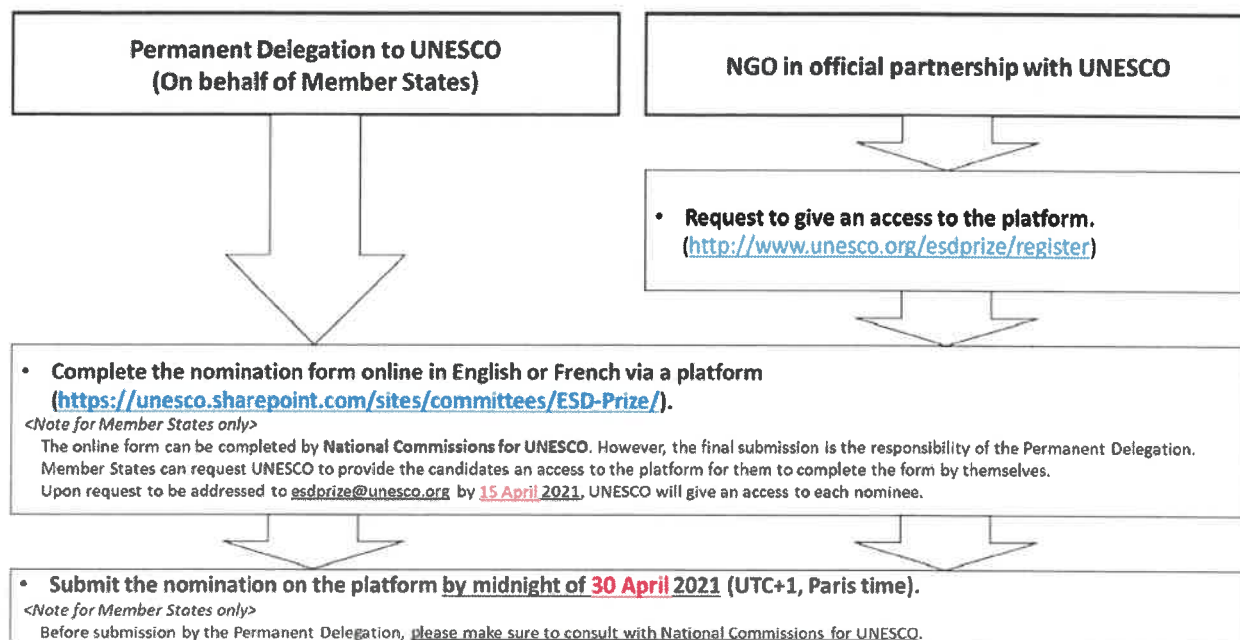 Permanent Delegation to UNESCO
(On behalf of Member States)
NGO in official partnership with UNESCO
• Request to give an access to the platform.
(http://www.unesco.org/esdprize/register)
• Complete the nomination form online in English or French via a platform
(https://unesco.sharepoint.com/sites/committees/ESD-Prize/).
<Note for Member States only>
The online form can be completed by National Commissions for UNESCO. However, the final submission is the responsibility of the Permanent Delegation.
Member States can request UNESCO to provide the candidates an access to the platform for them to complete the form by themselves.
Upon request to be addressed to esdprize@unesco.org by 15 April 2021, UNESCO will give an access to each nominee.
• Submit the nomination on the platform by midnight of 30 April 2021 (UTC+1, Paris time).
<Note for Member States only>
Before submission by the Permanent Delegation, please make sure to consult with National Commissions for UNESCO.